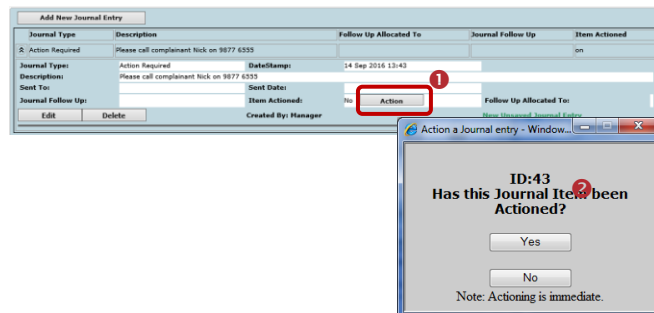 Add New Journal Entry
Journal Type Description Follow Up Allocated To Journal Follow Up Item Actioned
Action Required Please call complainant Nick on 9877 6555 on
Journal Type: Action Required DateStamp: 14 Sep 2016 13:43
Description: Please call complainant Nick on 9877 6555
Sent To: Sent Date:
Journal Follow Up: Item Actioned: No Action Follow Up Allocated To:
Edit Delete Created By: Manager New Unsaved Journal Entry
1
Action a Journal entry - Window...
ID:43
Has this Journal Item been
2
Actioned?
Yes
No
Note: Actioning is immediate.